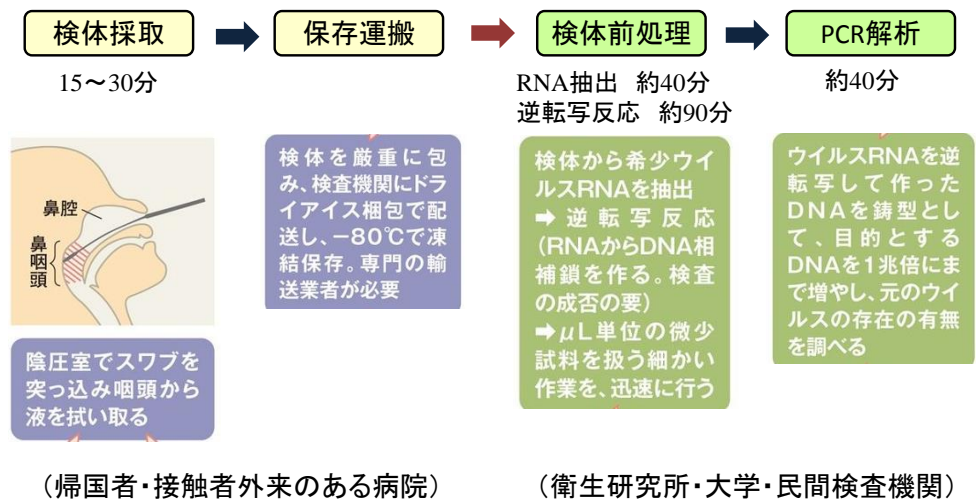 検体採取
保存運搬
検体前処理
PCR解析
15～30分
RNA抽出 約40分
逆転写反応 約90分
約40分
鼻腔
鼻咽頭
陰圧室でスワブを
突っ込み咽頭から
液を拭い取る
検体を厳重に包
み、検査機関にドラ
イアイス梱包で配
送し、－80℃で凍
結保存。専門の輸
送業者が必要
検体から希少ウイ
ルスRNAを抽出
➡逆転写反応
(RNAからDNA相
補鎖を作る。検査
の成否の要)
➡μL単位の微少
試料を扱う細かい
作業を、迅速に行う
ウイルスRNAを逆
転写して作った
DNAを鋳型とし
て、目的とする
DNAを1兆倍にま
で増やし、元のウイ
ルスの存在の有無
を調べる
（帰国者・接触者外来のある病院）
（衛生研究所・大学・民間検査機関）